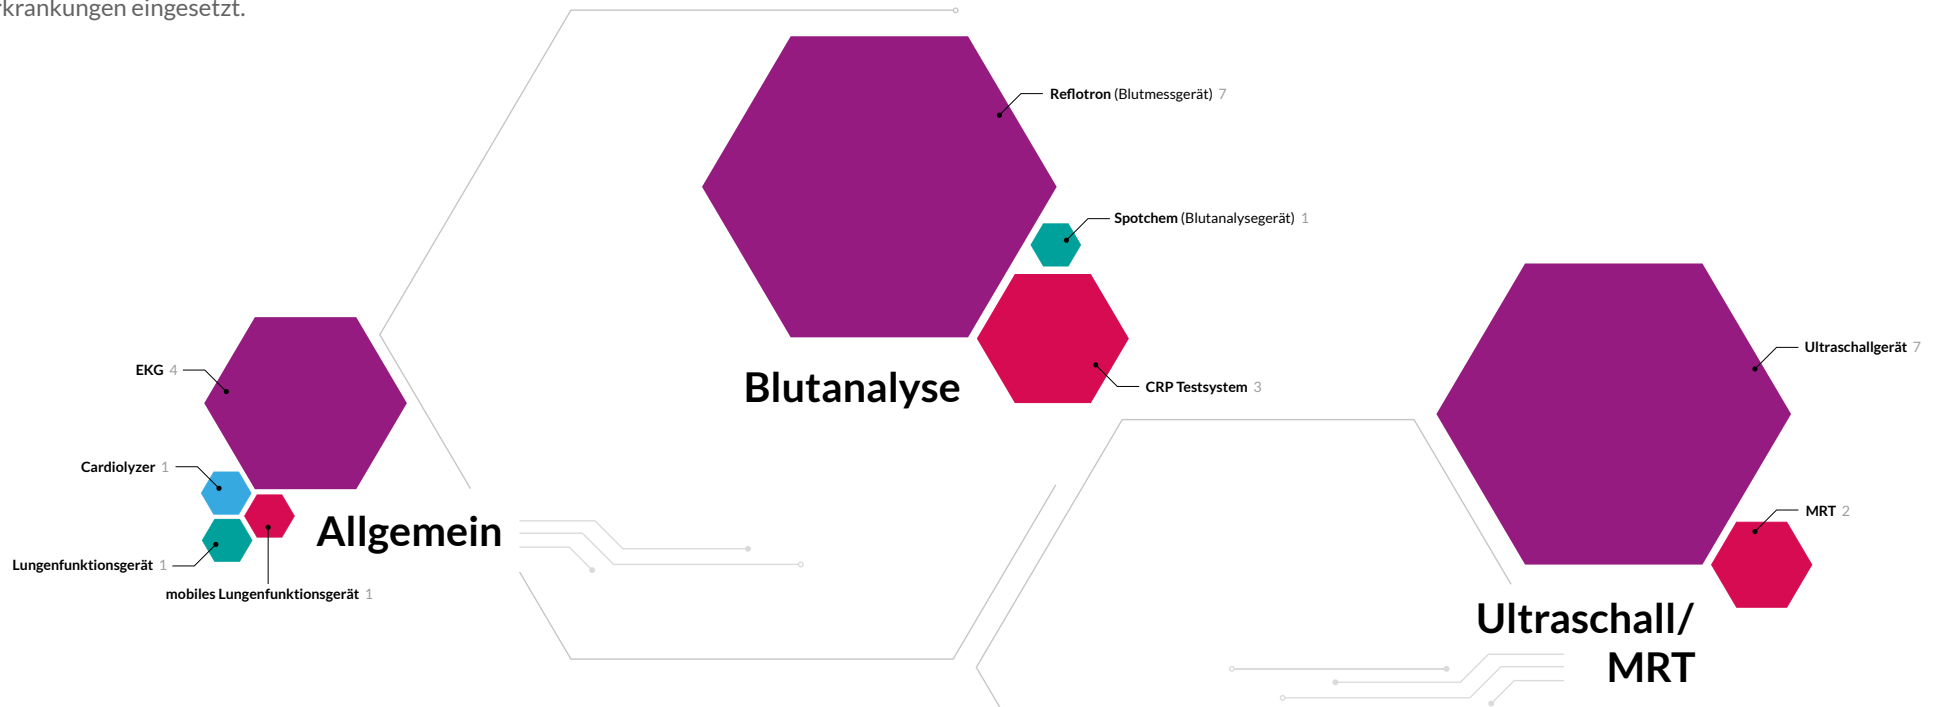 krankungen eingesetzt.
Reflotron (Blutmessgerät) 7
Spotchem (Blutanalysegerät) 1
CRP Testsystem 3
Blutanalyse
EKG 4
Cardiolyzer 1
Lungenfunktionsgerät 1
mobiles Lungenfunktionsgerät 1
Allgemein
Ultraschallgerät 7
MRT 2
Ultraschall/
MRT